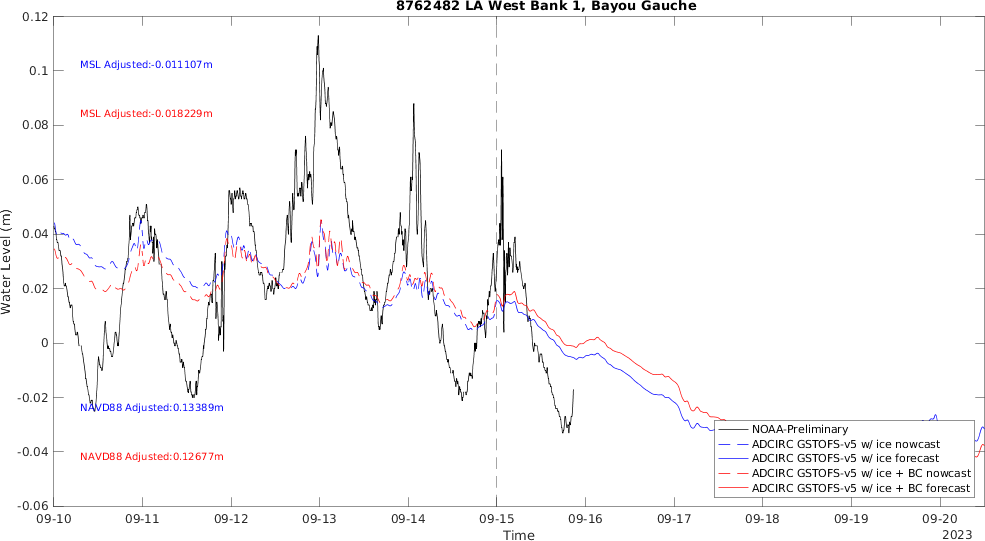 8762482 LA West Bank 1, Bayou Gauche
0.12
0.1
0.08
0.06
0.04
0.02
0
-0.02
-0.04
-0.06
Water Level (m)
MSL Adjusted:-0.011107m
MSL Adjusted:-0.018229m
NAVD88 Adjusted:0.13389m
NAVD88 Adjusted:0.12677m
NOAA-Preliminary
ADCIRC GSTOFS-v5 w/ ice nowcast
ADCIRC GSTOFS-v5 w/ ice forecast
ADCIRC GSTOFS-v5 w/ ice + BC nowcast
ADCIRC GSTOFS-v5 w/ ice + BC forecast
09-10 09-11 09-12 09-13 09-14 09-15 09-16 09-17 09-18 09-19 09-20
Time
2023